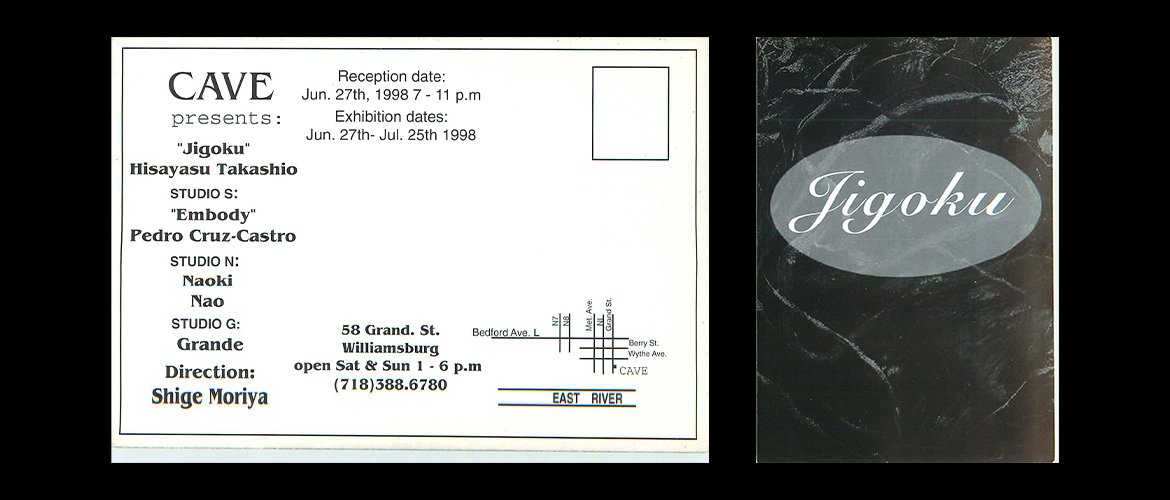 CAVE
presents:
"Jigoku"
Hisayasu Takashio
STUDIO S:
"Embody"
Pedro Cruz-Castro
STUDIO N:
Naoki
Nao
STUDIO G:
Grande
Direction:
Shige Moriya
Reception date:
Jun. 27th, 1998 7 - 11 p.m
Exhibition dates:
Jun. 27th- Jul. 25th 1998
58 Grand. St.
Williamsburg
open Sat & Sun 1 - 6 p.m
(718)388.6780
Bedford Ave. L
N7
N8
Met. Ave.
NL
Grand St.
Berry St.
Wythe Ave.
CAVE
EAST RIVER
Jigoku